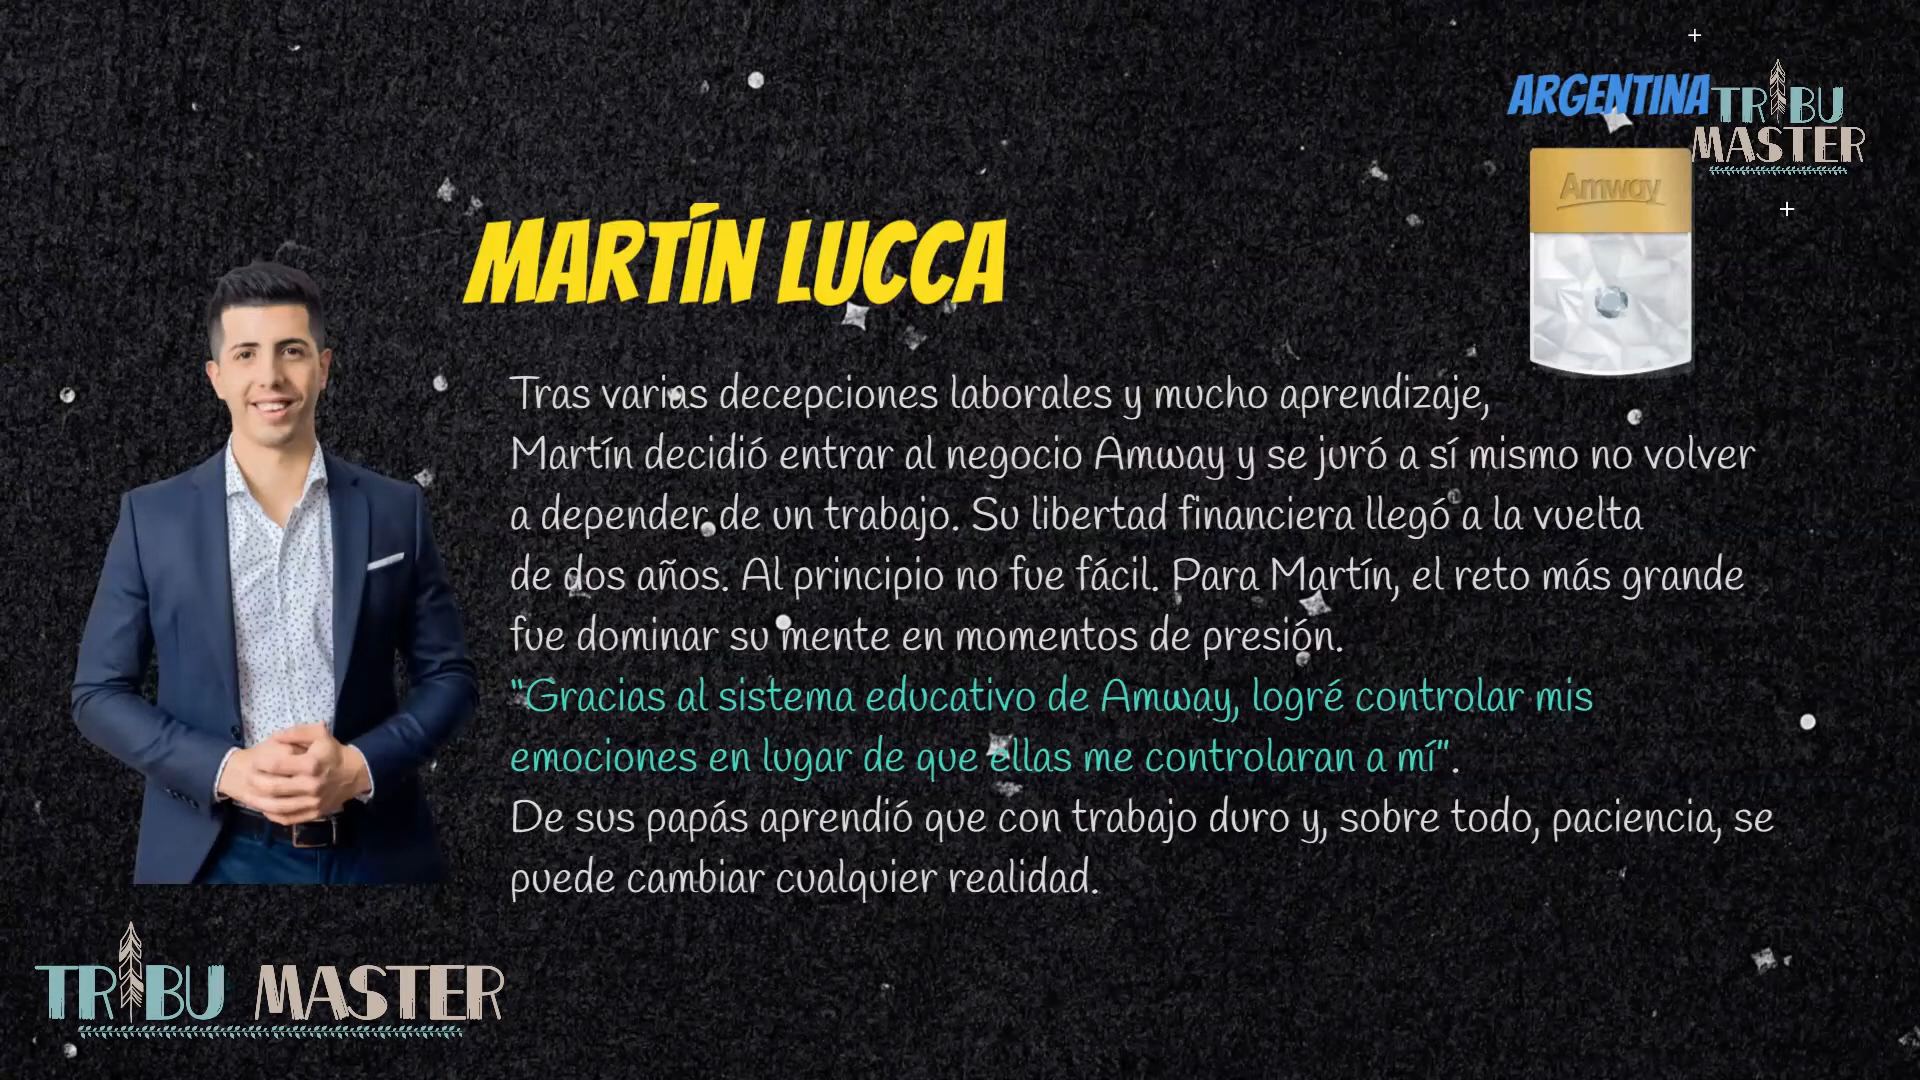 ARGENTINA
TRIBU
MASTER
Amway
MARTÍN LUCCA
Tras varias decepciones laborales y mucho aprendizaje,
Martín decidió entrar al negocio Amway y se juró a sí mismo no volver
a depender de un trabajo. Su libertad financiera llegó a la vuelta
de dos años. Al principio no fue fácil. Para Martín, el reto más grande
fue dominar su mente en momentos de presión.
"Gracias al sistema educativo de Amway, logré controlar mis
emociones en lugar de que ellas me controlaran a mí".
De sus papás aprendió que con trabajo duro y, sobre todo, paciencia, se
puede cambiar cualquier realidad.
TRIBU MASTER